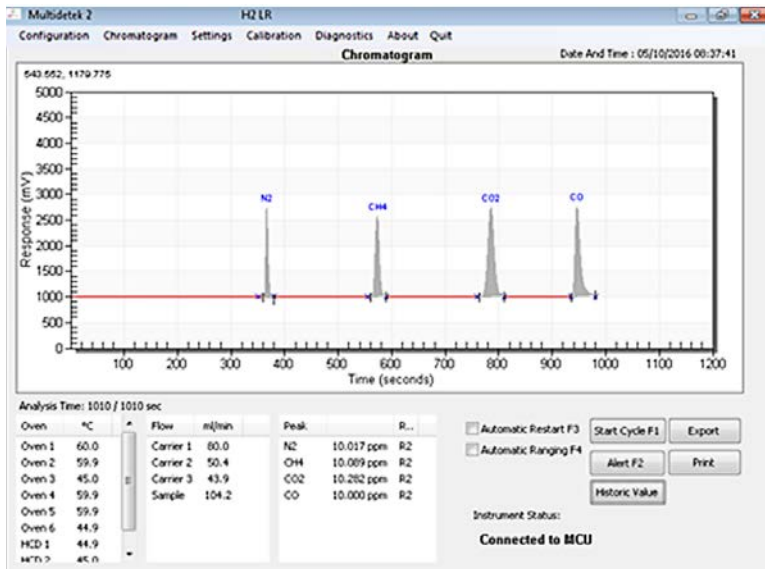 Multidetek 2 H2 LR
Configuration Chromatogram Settings Calibration Diagnostics About Quit
Chromatogram Date And Time : 05/10/2016 08:37:41
543.552, 1179.775
5000
4500
4000
3500
3000
2500
2000
1500
1000
500
0
Response (mV)
N2 CH4 CO2 CO
100 200 300 400 500 600 700 800 900 1000 1100 1200
Time (seconds)
Analysis Time: 1010 / 1010 sec
Oven °C
Oven 1 60.0
Oven 2 59.9
Oven 3 45.0
Oven 4 59.9
Oven 5 59.9
Oven 6 44.9
HCD 1 44.9
HCD 2 45.0
Flow ml/min
Carrier 1 80.0
Carrier 2 50.4
Carrier 3 43.9
Sample 104.2
Peak R...
N2 10.017 ppm R2
CH4 10.089 ppm R2
CO2 10.282 ppm R2
CO 10.000 ppm R2
Automatic Restart F3
Automatic Ranging F4
Start Cycle F1 Export
Alert F2 Print
Historic Value
Instrument Status:
Connected to MCU